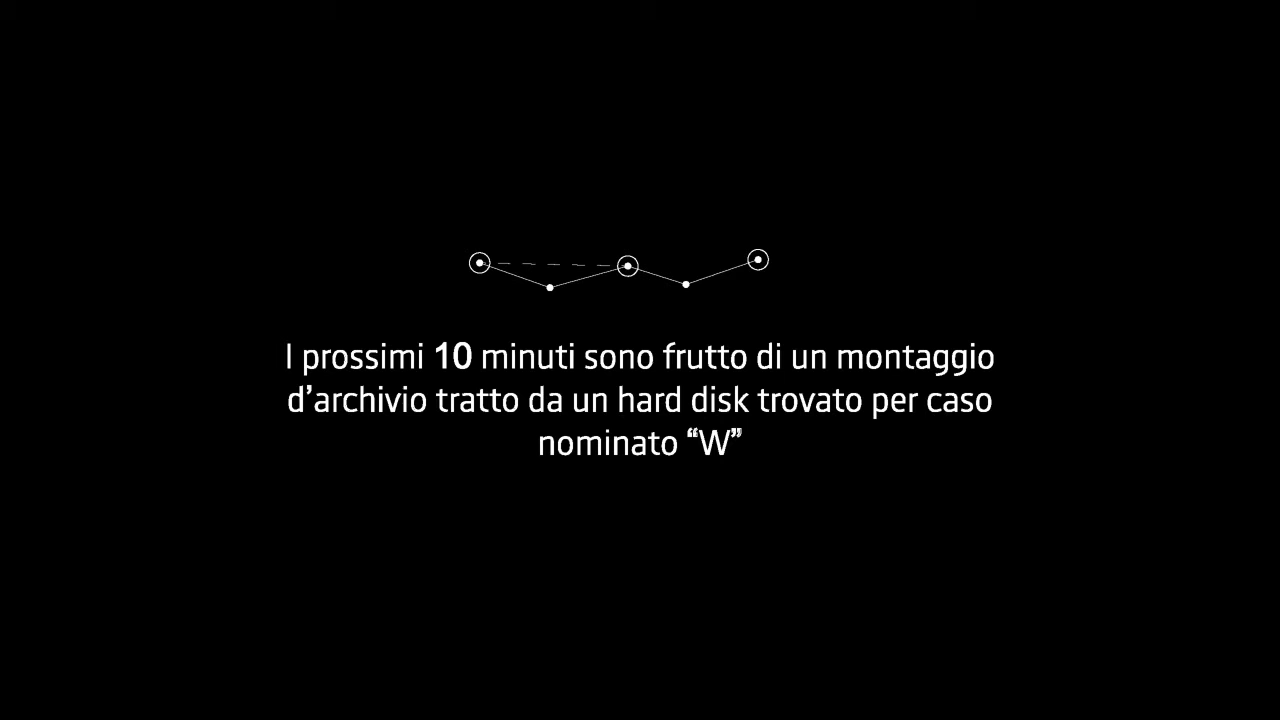 I prossimi 10 minuti sono frutto di un montaggio
d’archivio tratto da un hard disk trovato per caso
nominato “W”